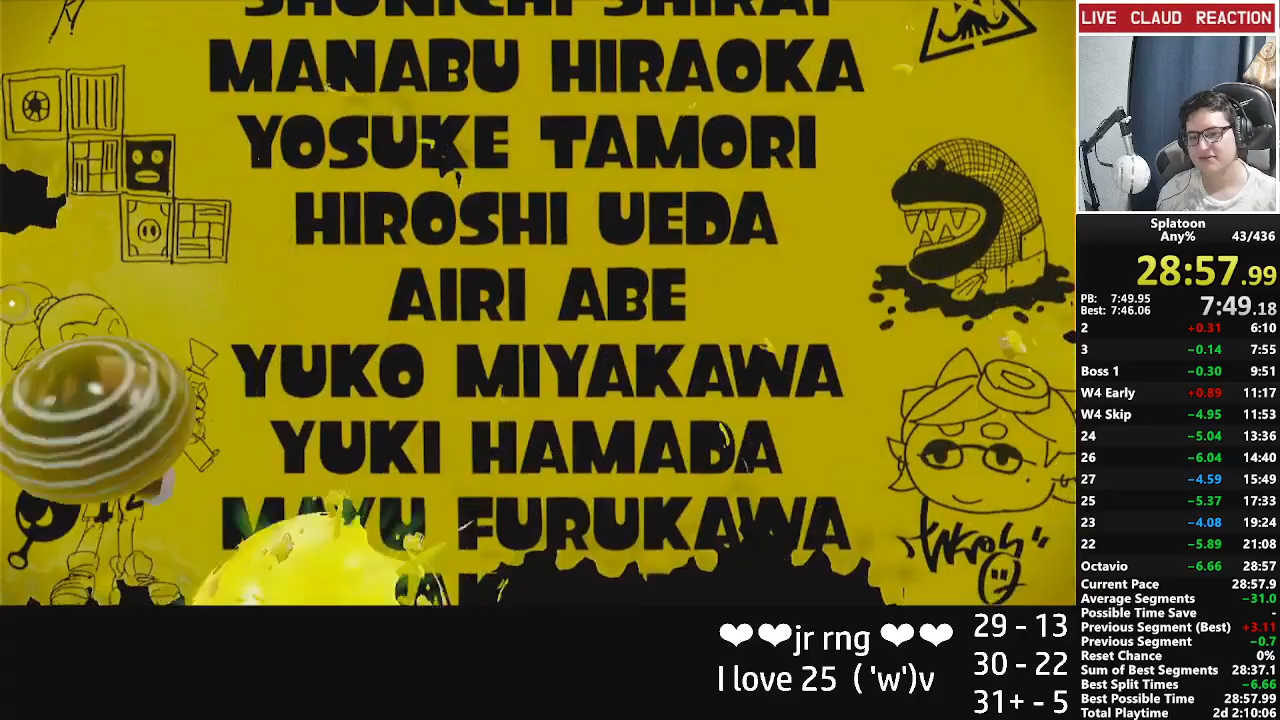 SHUNICHI SHIRAI
MANABU HIRAOKA
YOSUKE TAMORI
HIROSHI UEDA
AIRI ABE
YUKO MIYAKAWA
YUKI HAMADA
MAYU FURUKAWA
LIVE CLAUD REACTION
Splatoon
Any% 43/436
28:57.99
PB: 7:49.95
Best: 7:46.06
7:49.18
2 +0.31 6:10
3 -0.14 7:55
Boss 1 -0.30 9:51
W4 Early +0.89 11:17
W4 Skip -4.95 11:53
24 -5.04 13:36
26 -6.04 14:40
27 -4.59 15:49
25 -5.37 17:33
23 -4.08 19:24
22 -5.89 21:08
Octavio -6.66 28:57
Current Pace 28:57.9
Average Segments -31.0
Possible Time Save -
Previous Segment (Best) +3.11
Previous Segment -0.7
Reset Chance 0%
Sum of Best Segments 28:37.1
Best Split Times -6.66
Best Possible Time 28:57.99
Total Playtime 2d 2:10:06
❤❤jr rng ❤❤
I love 25 ( 'w')v
29 - 13
30 - 22
31+ - 5